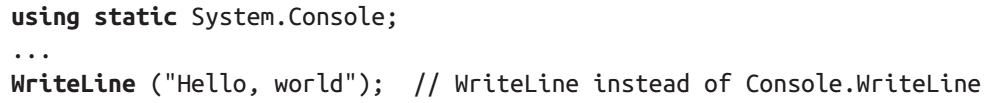 using static System.Console;
...
WriteLine ("Hello, world");  // WriteLine instead of Console.WriteLine